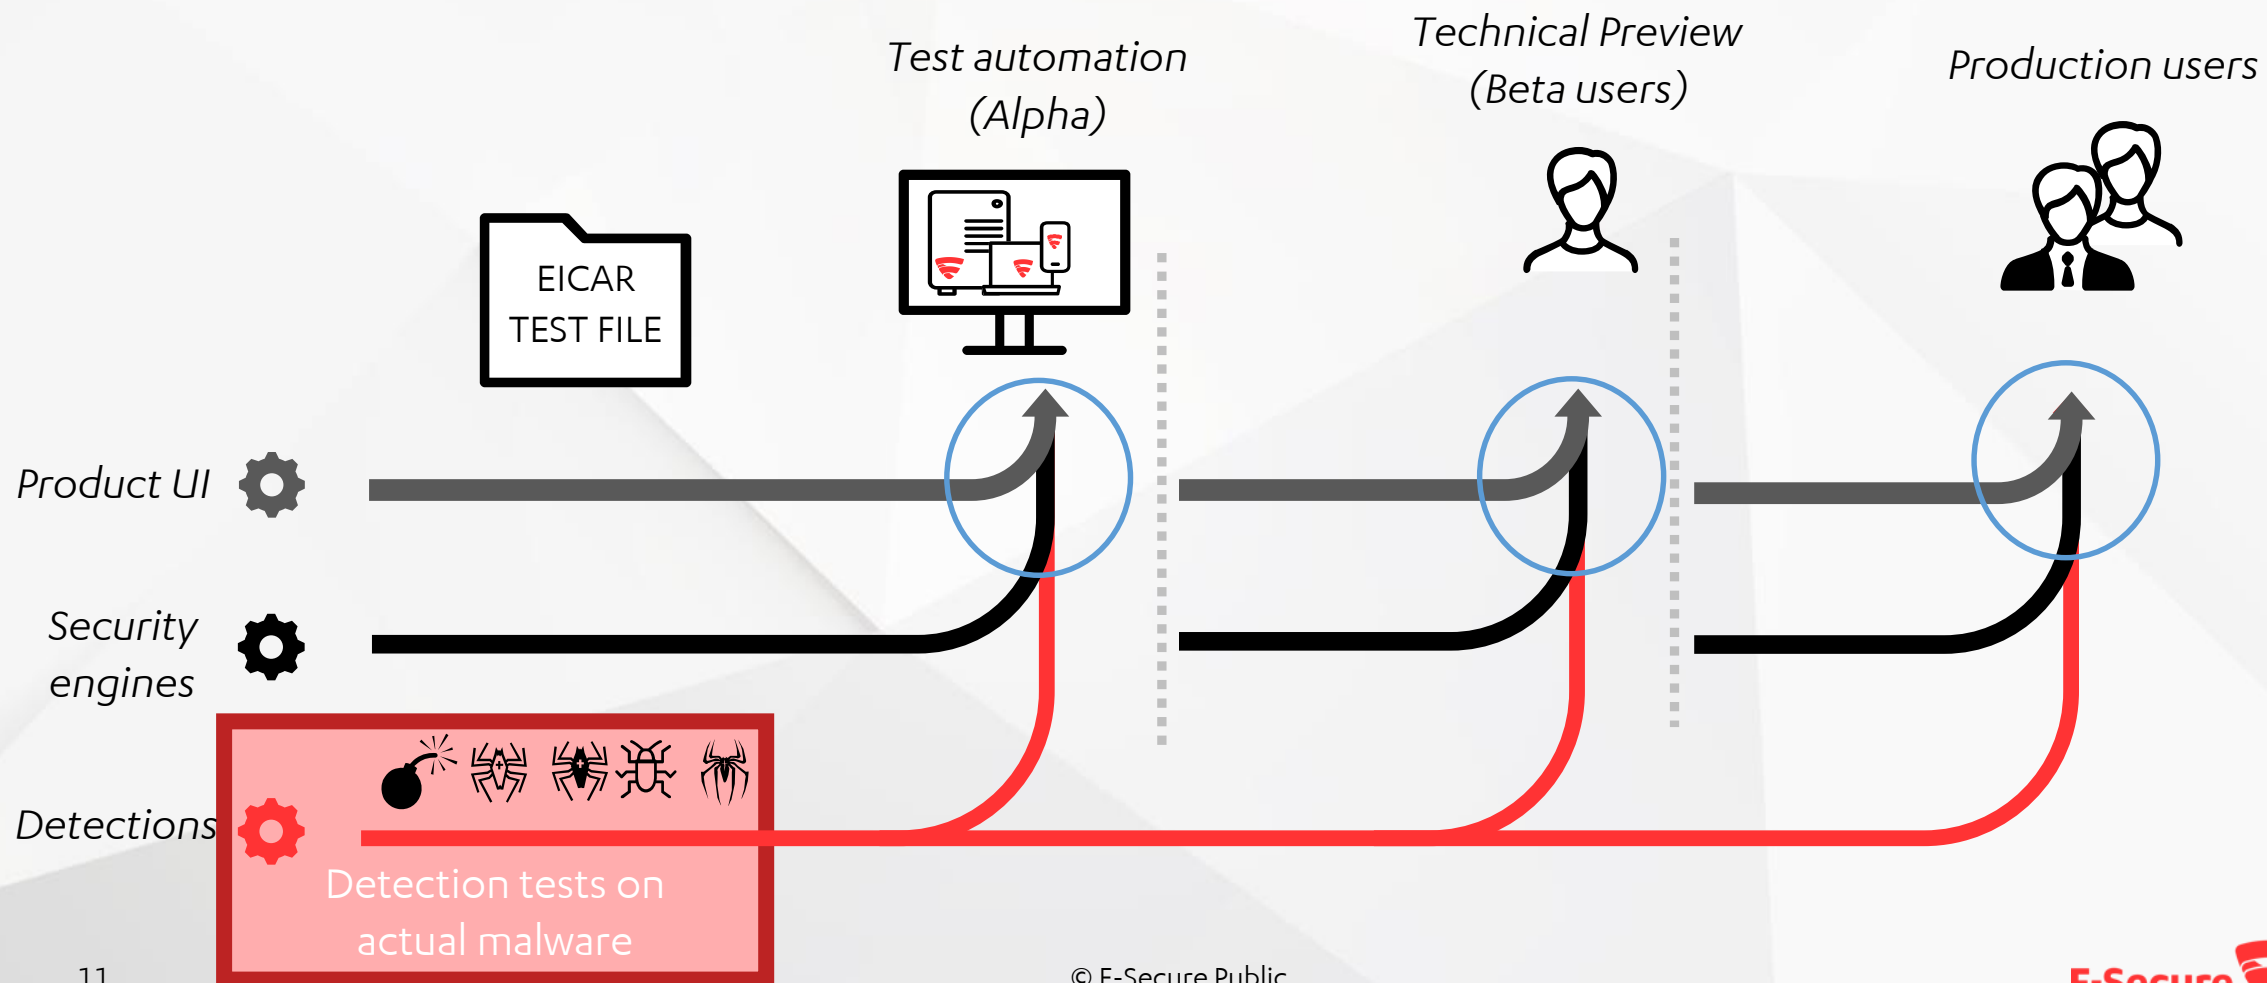 Test automation
(Alpha)
Technical Preview
(Beta users)
Production users
EICAR
TEST FILE
Product UI
Security
engines
Detections
Detection tests on
actual malware
11
© F-Secure Public
F-Secure